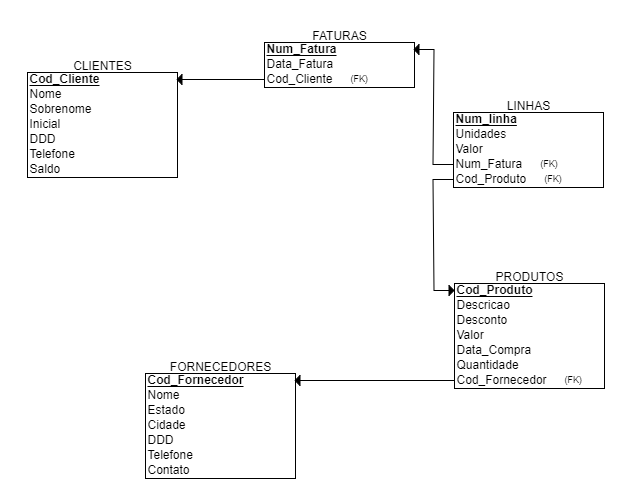 FATURAS
Num_Fatura
Data_Fatura
Cod_Cliente (FK)
CLIENTES
Cod_Cliente
Nome
Sobrenome
Inicial
DDD
Telefone
Saldo
LINHAS
Num_linha
Unidades
Valor
Num_Fatura (FK)
Cod_Produto (FK)
PRODUTOS
Cod_Produto
Descricao
Desconto
Valor
Data_Compra
Quantidade
Cod_Fornecedor (FK)
FORNECEDORES
Cod_Fornecedor
Nome
Estado
Cidade
DDD
Telefone
Contato